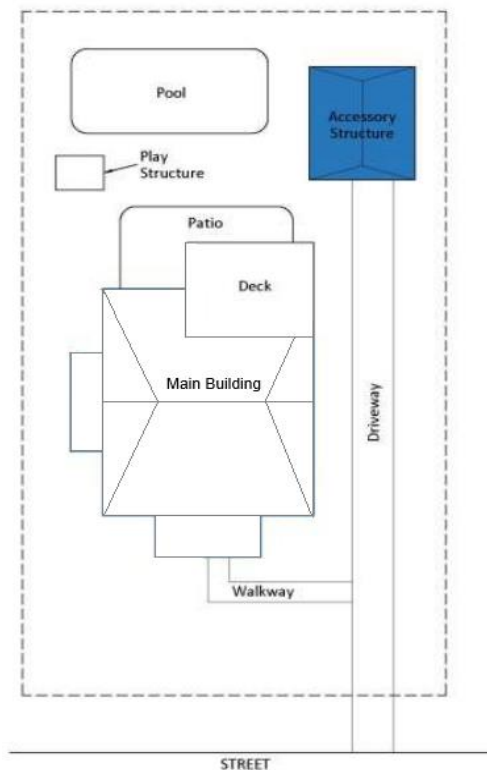 Pool
Accessory
Structure
Play
Structure
Patio
Deck
Main Building
Driveway
Walkway
STREET